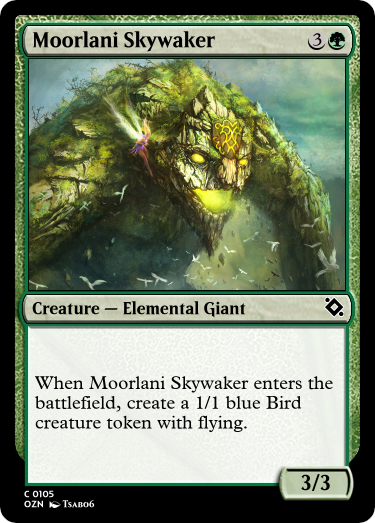 Moorlani Skywaker 3
Creature — Elemental Giant
When Moorlani Skywaker enters the
battlefield, create a 1/1 blue Bird
creature token with flying.
3/3
C 0105
OZN Tsabo6